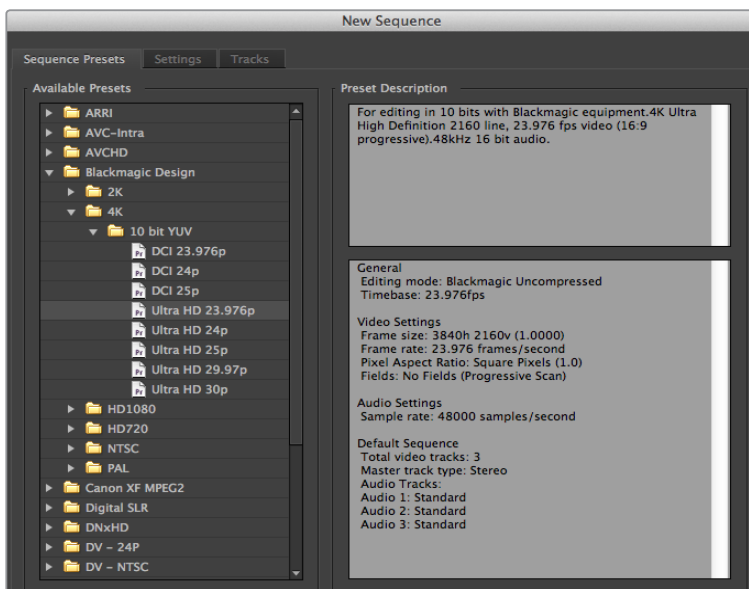 New Sequence
Sequence Presets
Settings
Tracks
Available Presets
ARRI
AVC-Intra
AVCHD
Blackmagic Design
2K
4K
10 bit YUV
DCI 23.976p
DCI 24p
DCI 25p
Ultra HD 23.976p
Ultra HD 24p
Ultra HD 25p
Ultra HD 29.97p
Ultra HD 30p
HD1080
HD720
NTSC
PAL
Canon XF MPEG2
Digital SLR
DNxHD
DV - 24P
DV - NTSC
Preset Description
For editing in 10 bits with Blackmagic equipment.4K Ultra
High Definition 2160 line, 23.976 fps video (16:9
progressive).48kHz 16 bit audio.
General
Editing mode: Blackmagic Uncompressed
Timebase: 23.976fps
Video Settings
Frame size: 3840h 2160v (1.0000)
Frame rate: 23.976 frames/second
Pixel Aspect Ratio: Square Pixels (1.0)
Fields: No Fields (Progressive Scan)
Audio Settings
Sample rate: 48000 samples/second
Default Sequence
Total video tracks: 3
Master track type: Stereo
Audio Tracks:
Audio 1: Standard
Audio 2: Standard
Audio 3: Standard